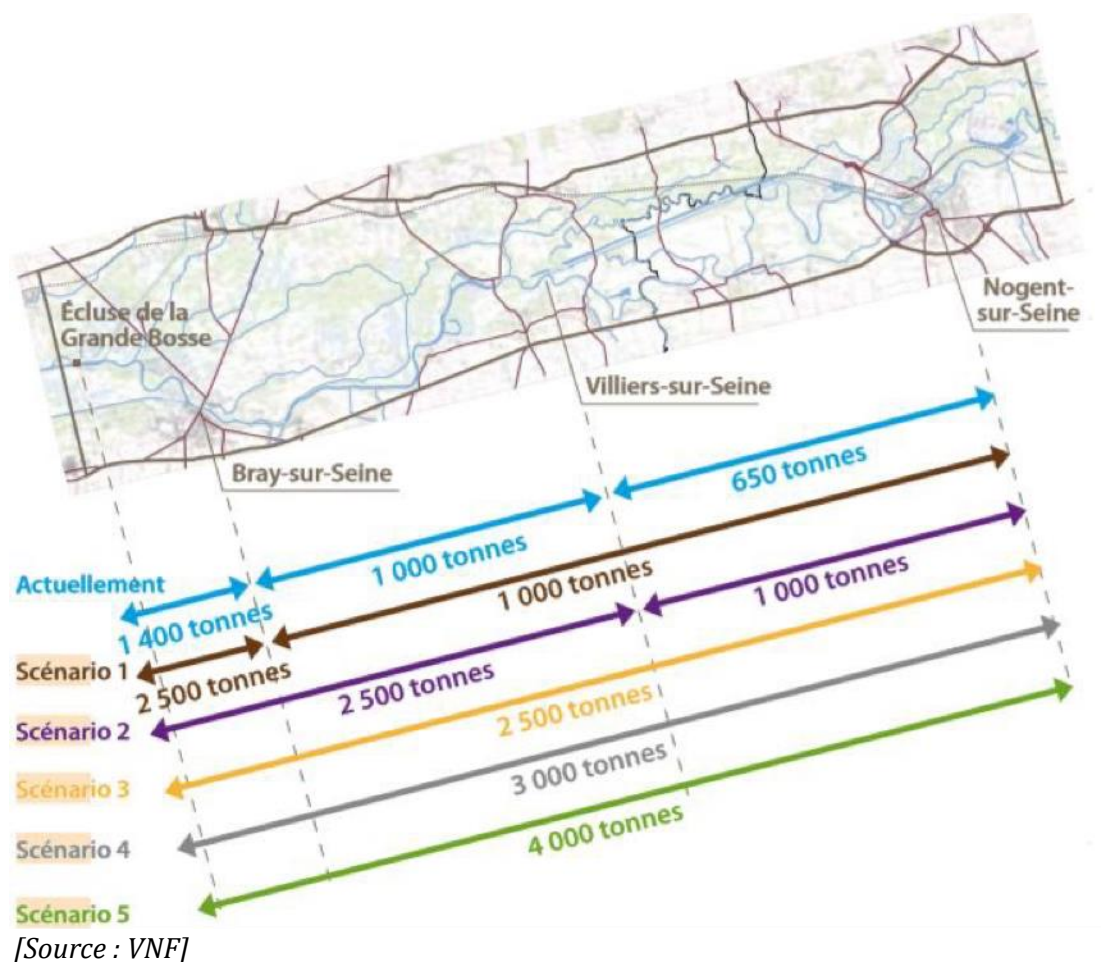 Écluse de la
Grande Bosse
Nogent-
sur-Seine
Villiers-sur-Seine
Bray-sur-Seine
650 tonnes
1 000 tonnes
Actuellement
1 400 tonnes
1 000 tonnes
1 000 tonnes
Scénario 1
2 500 tonnes
2 500 tonnes
Scénario 2
2 500 tonnes
Scénario 3
3 000 tonnes
Scénario 4
4 000 tonnes
Scénario 5
[Source : VNF]